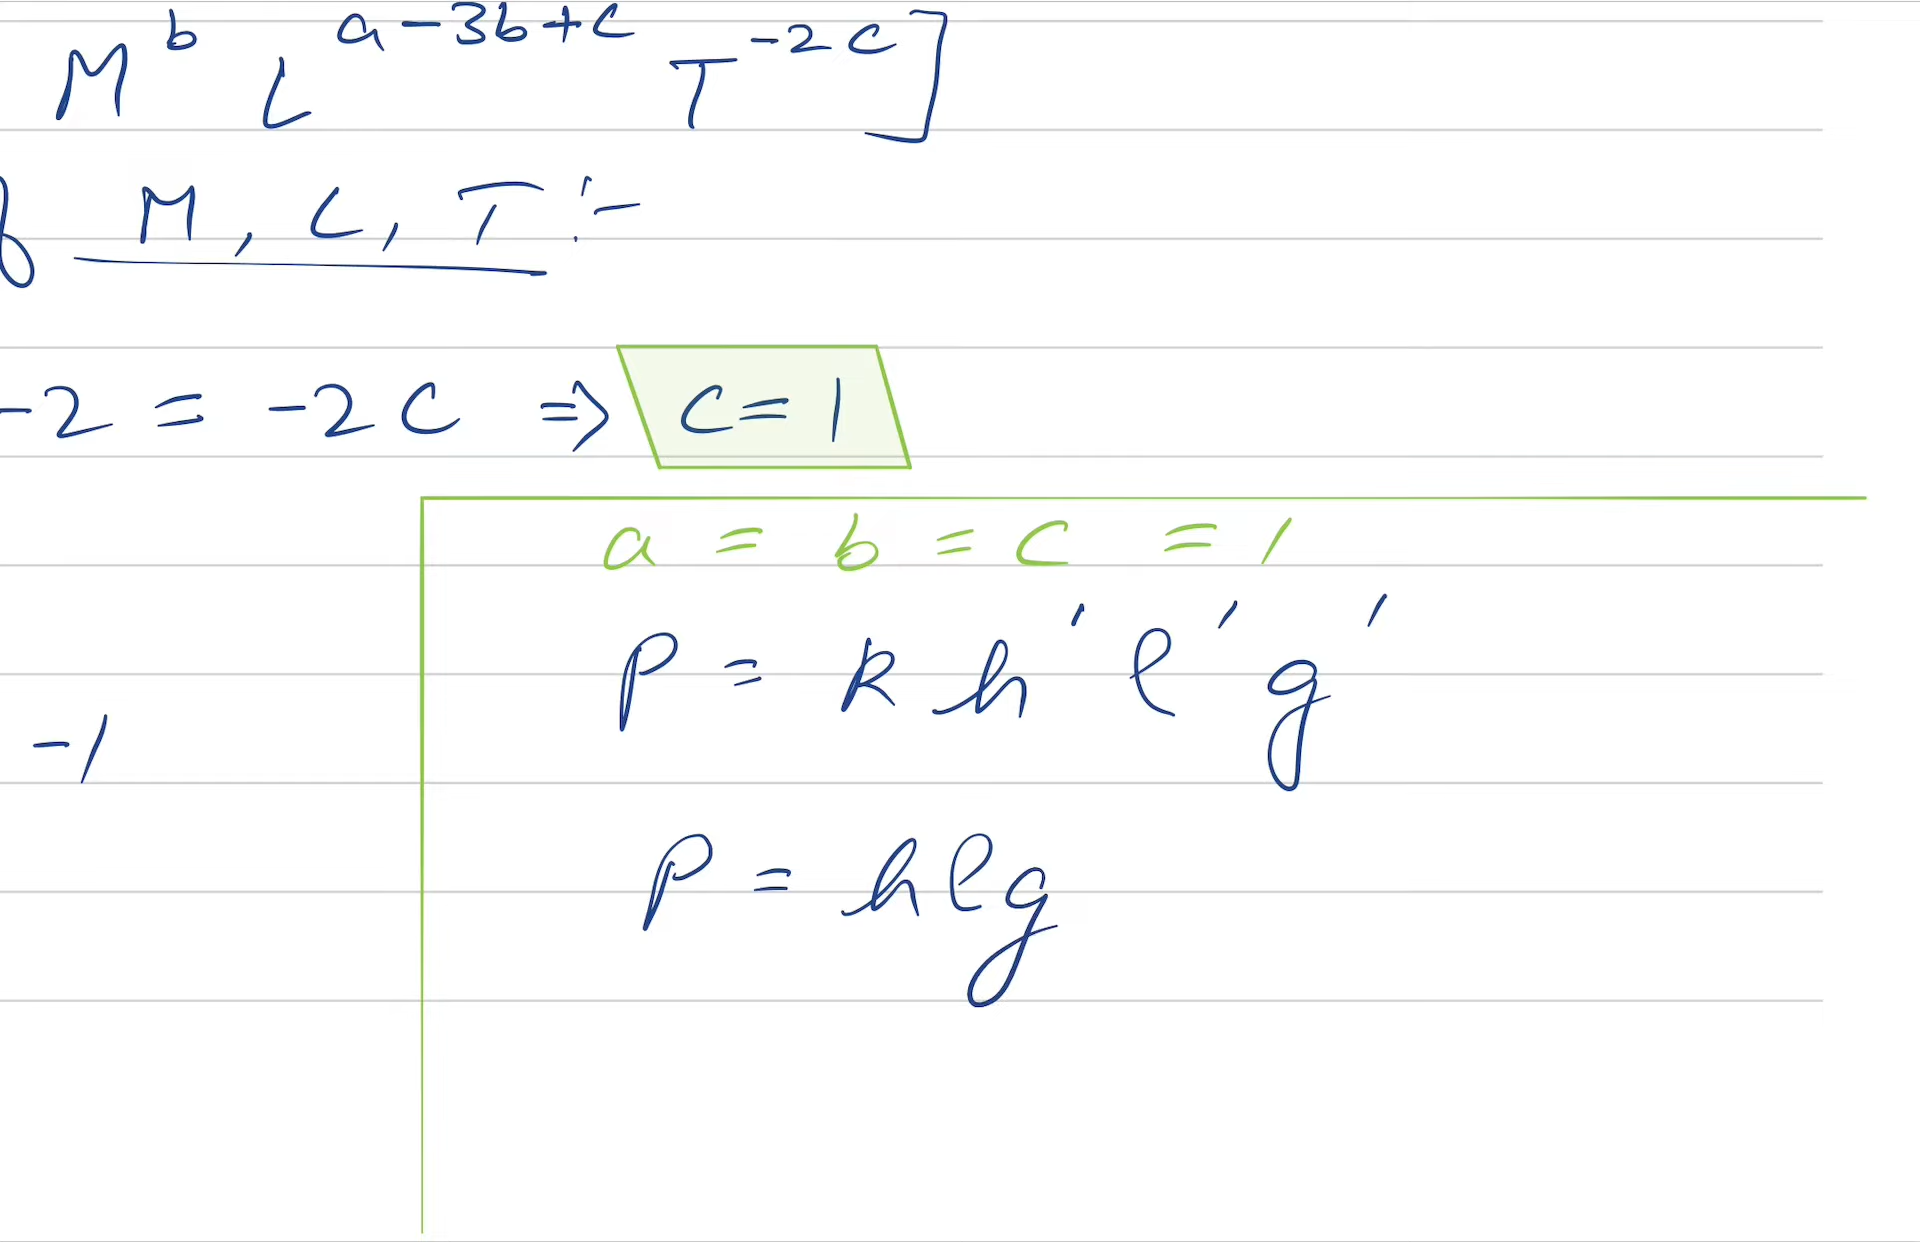 M^b L^{a-3b+c} T^{-2c}]
M, L, T :-
-2 = -2c ⇒ c = 1
a = b = c = 1
P = k h^1 ρ^1 g^1
-1
P = hρg